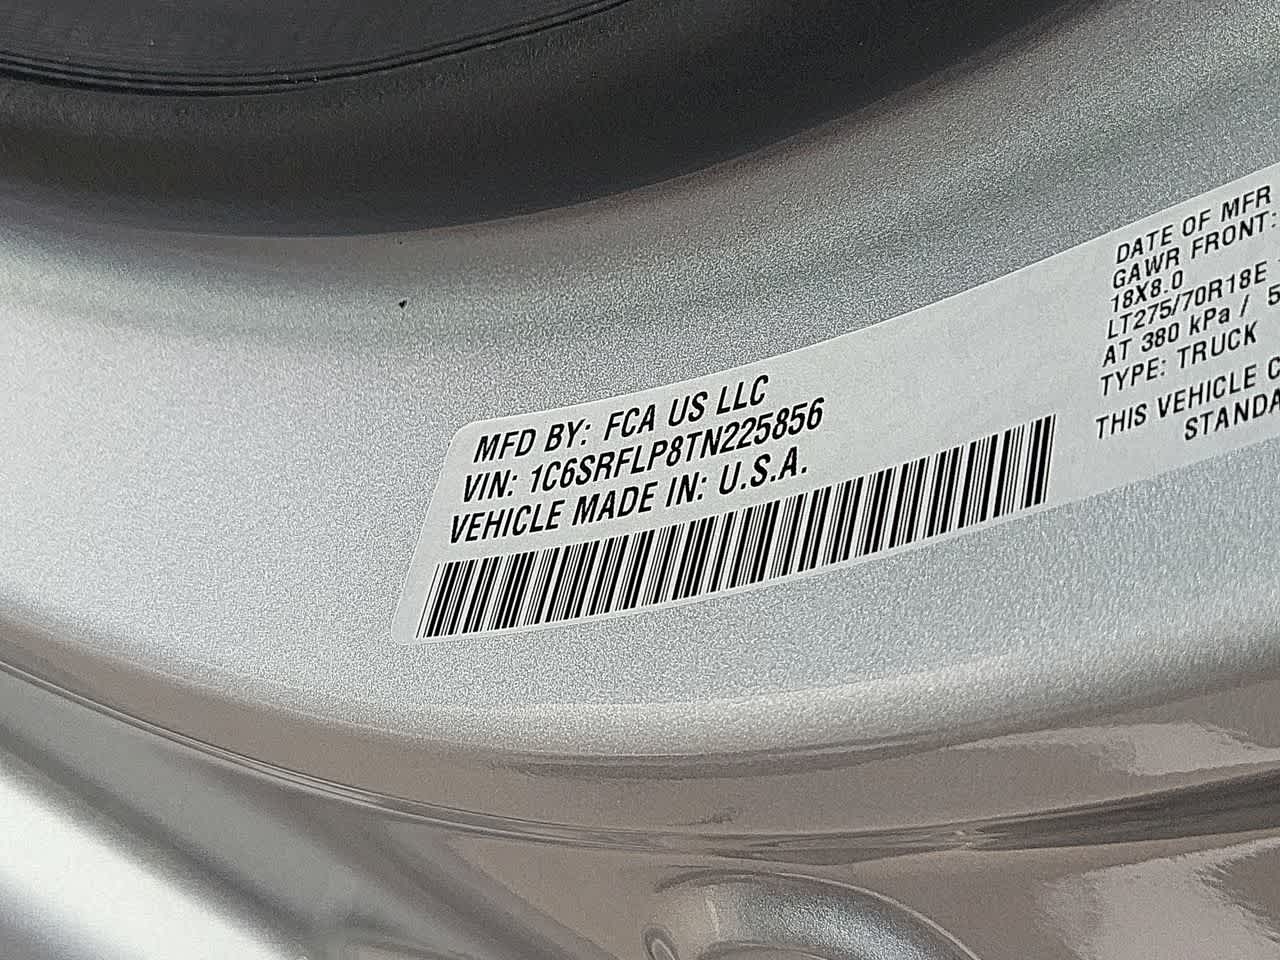 MFD BY: FCA US LLC
VIN: 1C6SRFLP8TN225856
VEHICLE MADE IN: U.S.A.
DATE OF MFR
GAWR FRONT:
18X8.0
LT275/70R18E
AT 380 kPa / 5
TYPE: TRUCK
THIS VEHICLE C
STANDA